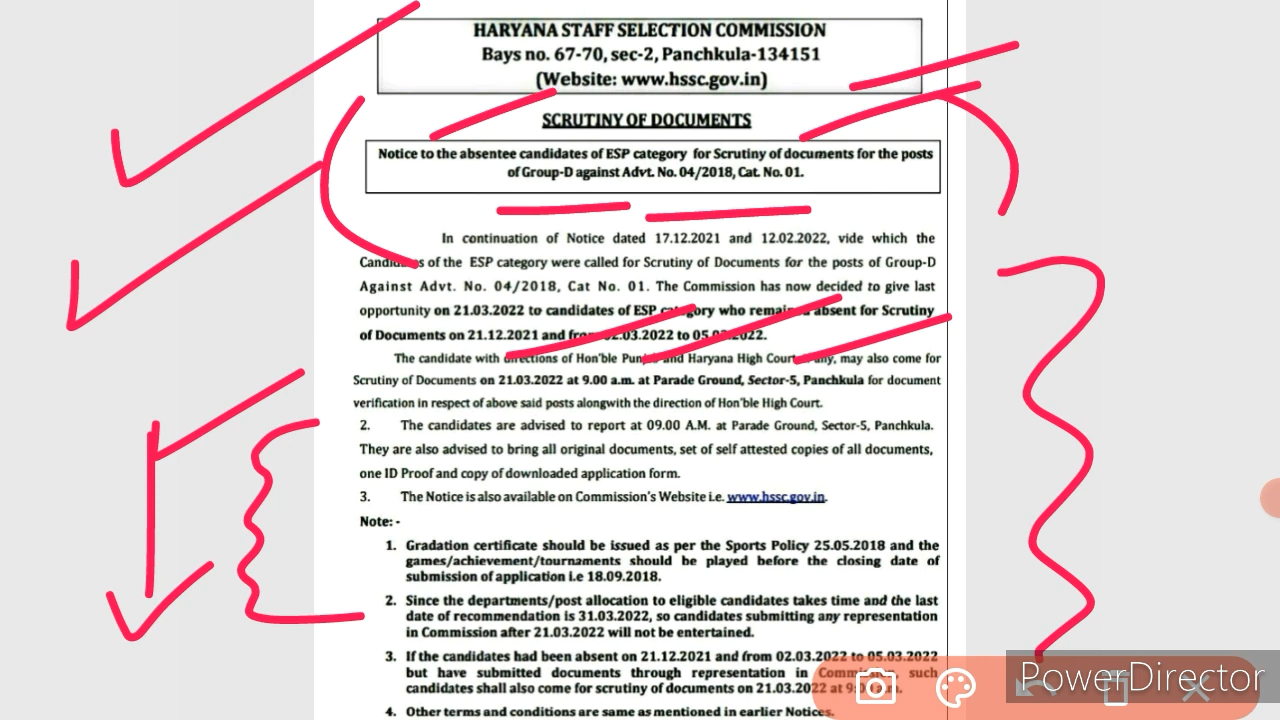 HARYANA STAFF SELECTION COMMISSION
Bays no. 67-70, sec-2, Panchkula-134151
(Website: www.hssc.gov.in)
SCRUTINY OF DOCUMENTS
Notice to the absentee candidates of ESP category for Scrutiny of documents for the posts
of Group-D against Advt. No. 04/2018, Cat. No. 01.
In continuation of Notice dated 17.12.2021 and 12.02.2022, vide which the
Candidates of the ESP category were called for Scrutiny of Documents for the posts of Group-D
Against Advt. No. 04/2018, Cat No. 01. The Commission has now decided to give last
opportunity on 21.03.2022 to candidates of ESP category who remained absent for Scrutiny
of Documents on 21.12.2021 and from 02.03.2022 to 05.03.2022.
The candidate with directions of Hon'ble Punjab and Haryana High Court, any, may also come for
Scrutiny of Documents on 21.03.2022 at 9.00 a.m. at Parade Ground, Sector-5, Panchkula for document
verification in respect of above said posts alongwith the direction of Hon'ble High Court.
2. The candidates are advised to report at 09.00 A.M. at Parade Ground, Sector-5, Panchkula.
They are also advised to bring all original documents, set of self attested copies of all documents,
one ID Proof and copy of downloaded application form.
3. The Notice is also available on Commission's Website i.e. www.hssc.gov.in.
Note: -
1. Gradation certificate should be issued as per the Sports Policy 25.05.2018 and the
games/achievement/tournaments should be played before the closing date of
submission of application i.e 18.09.2018.
2. Since the departments/post allocation to eligible candidates takes time and the last
date of recommendation is 31.03.2022, so candidates submitting any representation
in Commission after 21.03.2022 will not be entertained.
3. If the candidates had been absent on 21.12.2021 and from 02.03.2022 to 05.03.2022
but have submitted documents through representation in Commission, such
candidates shall also come for scrutiny of documents on 21.03.2022 at 9:00 a.m.
4. Other terms and conditions are same as mentioned in earlier Notices.
PowerDirector